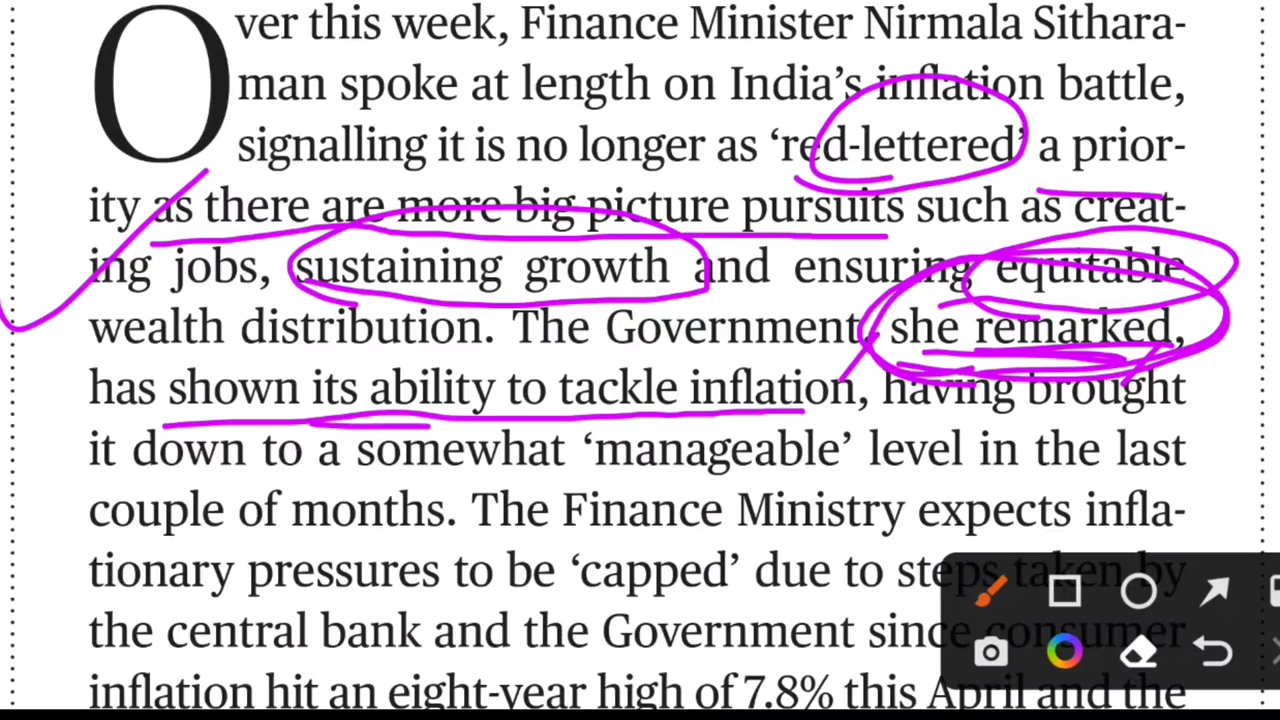 Over this week, Finance Minister Nirmala Sithara-
man spoke at length on India's inflation battle,
signalling it is no longer as 'red-lettered' a prior-
ity as there are more big picture pursuits such as creat-
ing jobs, sustaining growth and ensuring equitable
wealth distribution. The Government, she remarked,
has shown its ability to tackle inflation, having brought
it down to a somewhat 'manageable' level in the last
couple of months. The Finance Ministry expects infla-
tionary pressures to be 'capped' due to steps taken by
the central bank and the Government since consumer
inflation hit an eight-year high of 7.8% this April and the